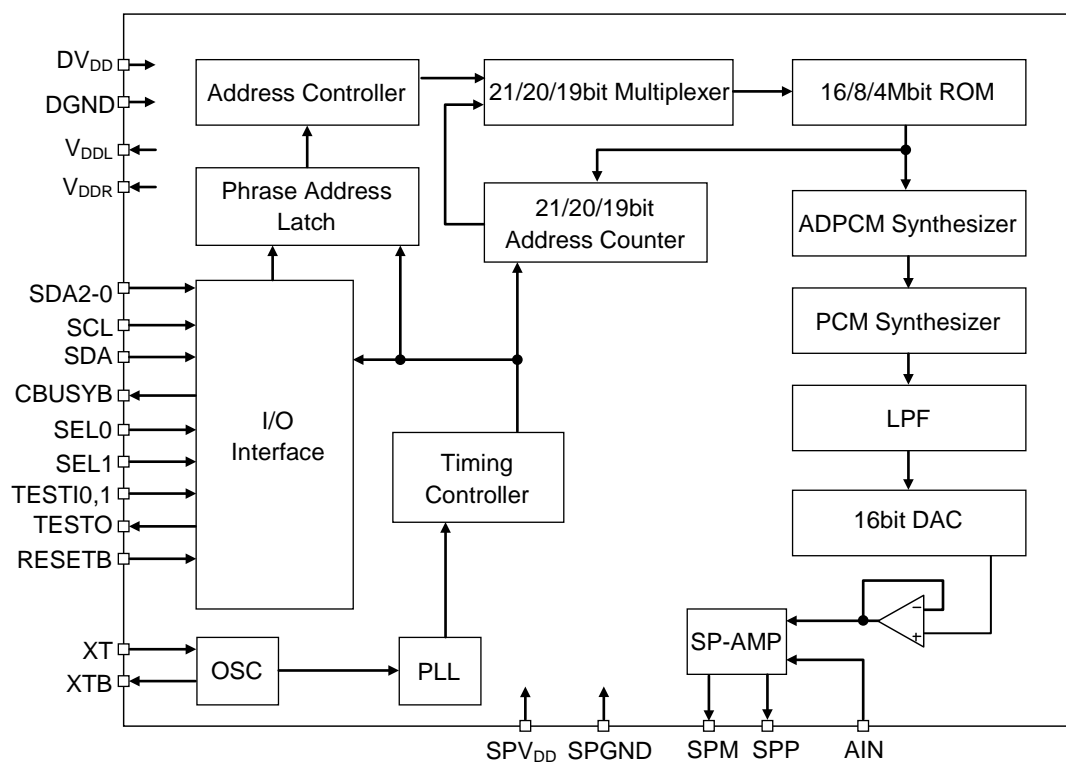 DVDD
DGND
VDDL
VDDR
SDA2-0
SCL
SDA
CBUSYB
SEL0
SEL1
TESTI0,1
TESTO
RESETB
XT
XTB
Address Controller
Phrase Address
Latch
I/O
Interface
OSC
PLL
Timing
Controller
21/20/19bit Multiplexer
21/20/19bit
Address Counter
16/8/4Mbit ROM
ADPCM Synthesizer
PCM Synthesizer
LPF
16bit DAC
−
+
SP-AMP
SPVDD
SPGND
SPM
SPP
AIN